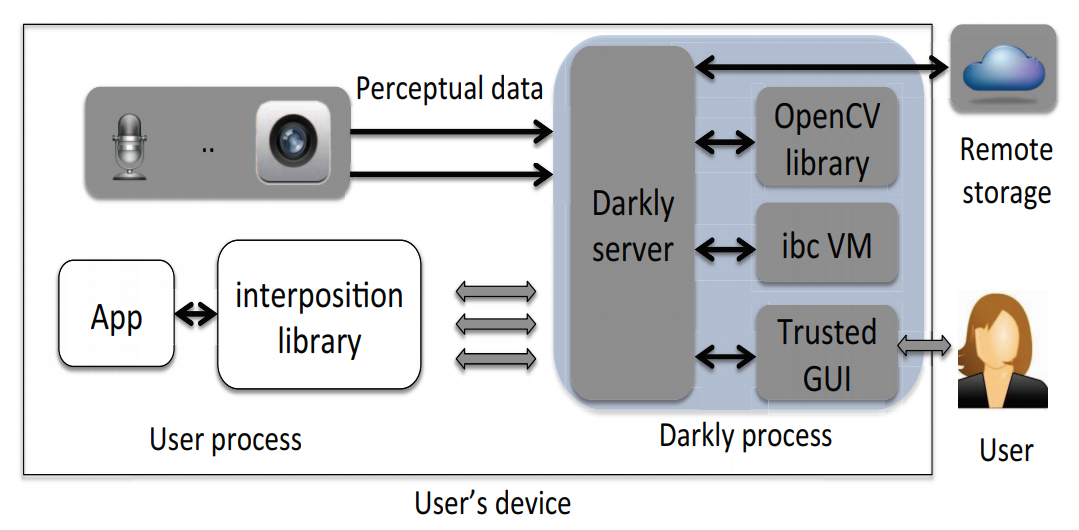 Perceptual data
..
OpenCV
library
Remote
storage
Darkly
server
ibc VM
App
interposition
library
Trusted
GUI
User process
Darkly process
User
User's device